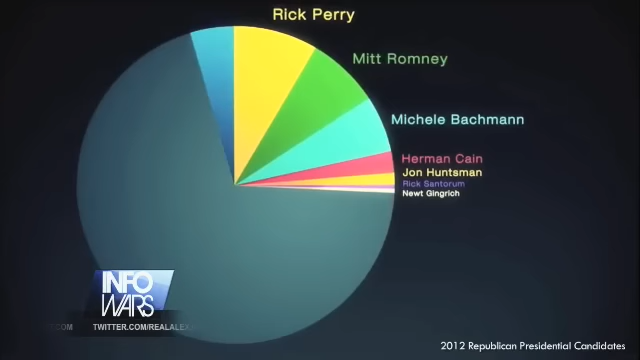 Rick Perry
Mitt Romney
Michele Bachmann
Herman Cain
Jon Huntsman
Rick Santorum
Newt Gingrich
INFO
WARS
.COM TWITTER.COM/REALALEX
2012 Republican Presidential Candidates